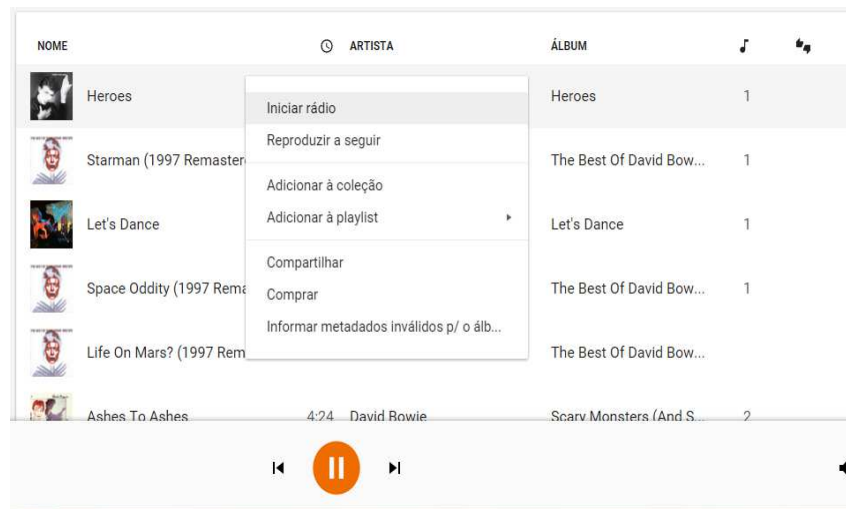 NOME ARTISTA ÁLBUM
Heroes Heroes 1
Iniciar rádio
Reproduzir a seguir
Starman (1997 Remaster The Best Of David Bow... 1
Adicionar à coleção
Adicionar à playlist
Let's Dance Let's Dance 1
Compartilhar
Space Oddity (1997 Rema The Best Of David Bow... 1
Comprar
Informar metadados inválidos p/ o álb...
Life On Mars? (1997 Rem The Best Of David Bow...
Ashes To Ashes 4:24 David Bowie Scary Monsters (And S... 2